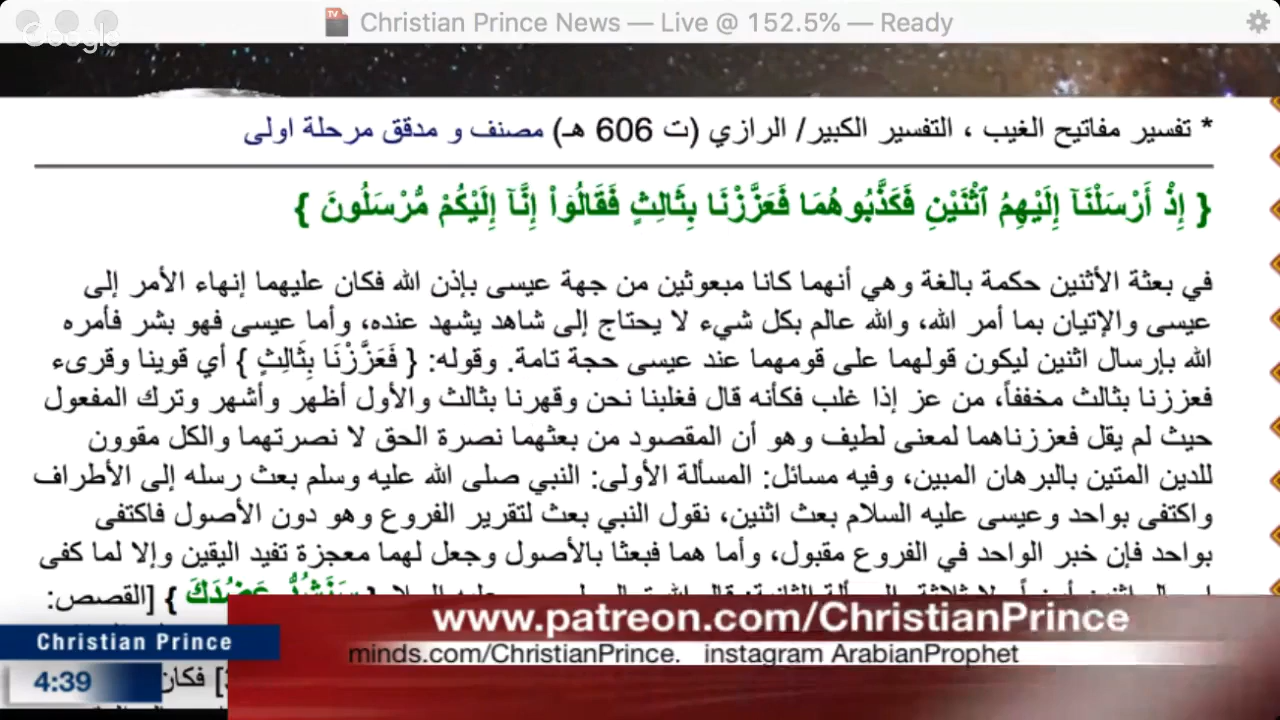 Christian Prince News — Live @ 152.5% — Ready
Google
* تفسير مفاتيح الغيب ، التفسير الكبير/ الرازي (ت 606 هـ) مصنف و مدقق مرحلة اولى
{ إِذْ أَرْسَلْنَآ إِلَيْهِمُ ٱثْنَيْنِ فَكَذَّبُوهُمَا فَعَزَّزْنَا بِثَالِثٍ فَقَالُوۤاْ إِنَّآ إِلَيْكُمْ مُّرْسَلُونَ }
في بعثة الأثنين حكمة بالغة وهي أنهما كانا مبعوثين من جهة عيسى بإذن الله فكان عليهما إنهاء الأمر إلى
عيسى والإتيان بما أمر الله، والله عالم بكل شيء لا يحتاج إلى شاهد يشهد عنده، وأما عيسى فهو بشر فأمره
الله بإرسال اثنين ليكون قولهما على قومهما عند عيسى حجة تامة. وقوله: { فَعَزَّزْنَا بِثَالِثٍ } أي قوينا وقرىء
فعززنا بثالث مخففاً، من عز إذا غلب فكأنه قال فغلبنا نحن وقهرنا بثالث والأول أظهر وأشهر وترك المفعول
حيث لم يقل فعززناهما لمعنى لطيف وهو أن المقصود من بعثهما نصرة الحق لا نصرتهما والكل مقوون
للدين المتين بالبرهان المبين، وفيه مسائل: المسألة الأولى: النبي صلى الله عليه وسلم بعث رسله إلى الأطراف
واكتفى بواحد وعيسى عليه السلام بعث اثنين، نقول النبي بعث لتقرير الفروع وهو دون الأصول فاكتفى
بواحد فإن خبر الواحد في الفروع مقبول، وأما هما فبعثا بالأصول وجعل لهما معجزة تفيد اليقين وإلا لما كفى
{ سَنَشُدُّ عَضُدَكَ } [القصص:
www.patreon.com/ChristianPrince
Christian Prince
minds.com/ChristianPrince. instagram ArabianProphet
4:39
] فكان